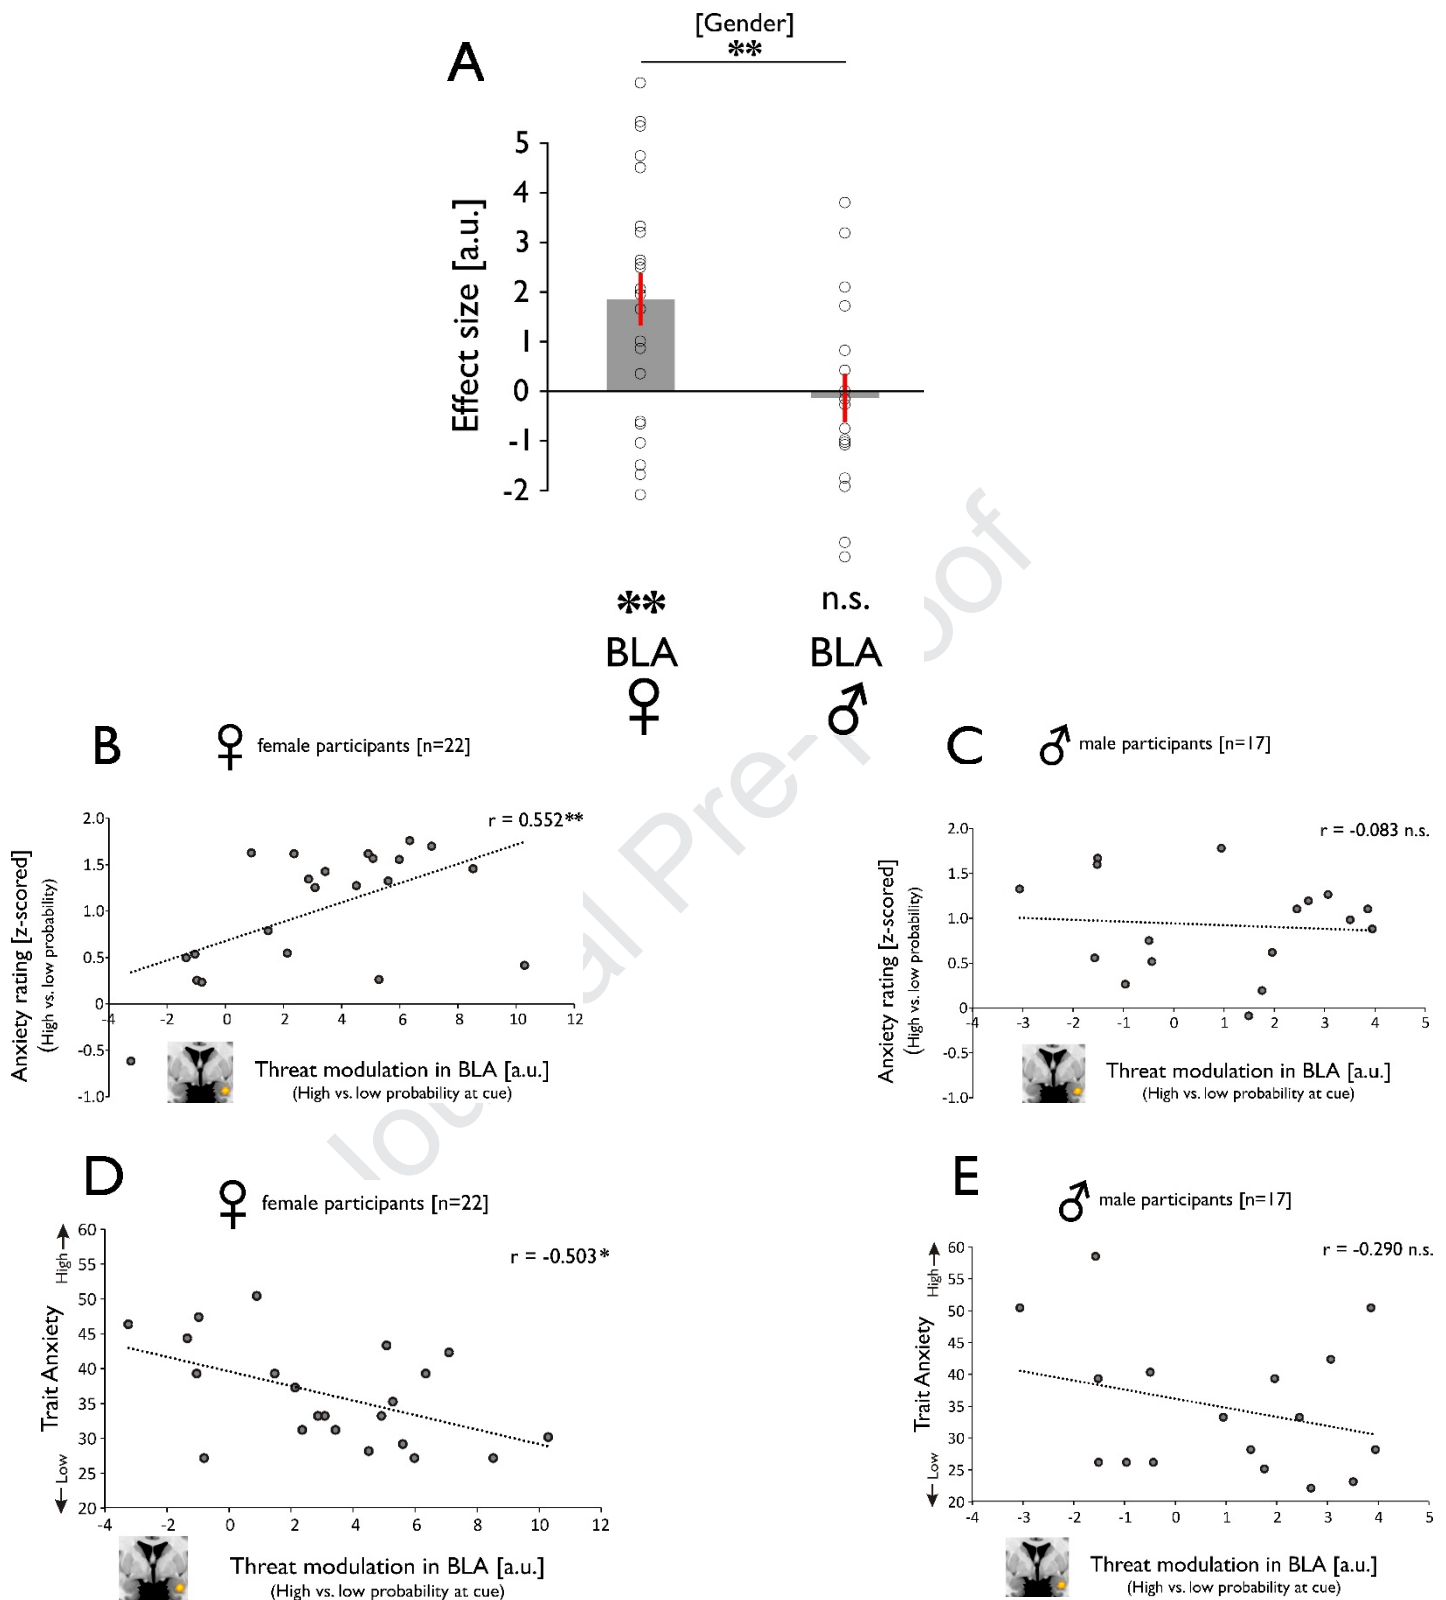 [Gender]
**
A
5
4
3
2
1
0
-1
-2
Effect size [a.u.]
** n.s.
BLA BLA
♀ ♂
B
♀ female participants [n=22]
r = 0.552**
2.0
1.5
1.0
0.5
0
-0.5
-1.0
-4 -2 0 2 4 6 8 10 12
Anxiety rating [z-scored]
(High vs. low probability)
Threat modulation in BLA [a.u.]
(High vs. low probability at cue)
C
♂ male participants [n=17]
r = -0.083 n.s.
2.0
1.5
1.0
0.5
0
-0.5
-1.0
-4 -3 -2 -1 0 1 2 3 4 5
Anxiety rating [z-scored]
(High vs. low probability)
Threat modulation in BLA [a.u.]
(High vs. low probability at cue)
D
♀ female participants [n=22]
r = -0.503*
60
55
50
45
40
35
30
25
20
-4 -2 0 2 4 6 8 10 12
Trait Anxiety
High
Low
Threat modulation in BLA [a.u.]
(High vs. low probability at cue)
E
♂ male participants [n=17]
r = -0.290 n.s.
60
55
50
45
40
35
30
25
20
-4 -3 -2 -1 0 1 2 3 4 5
Trait Anxiety
High
Low
Threat modulation in BLA [a.u.]
(High vs. low probability at cue)